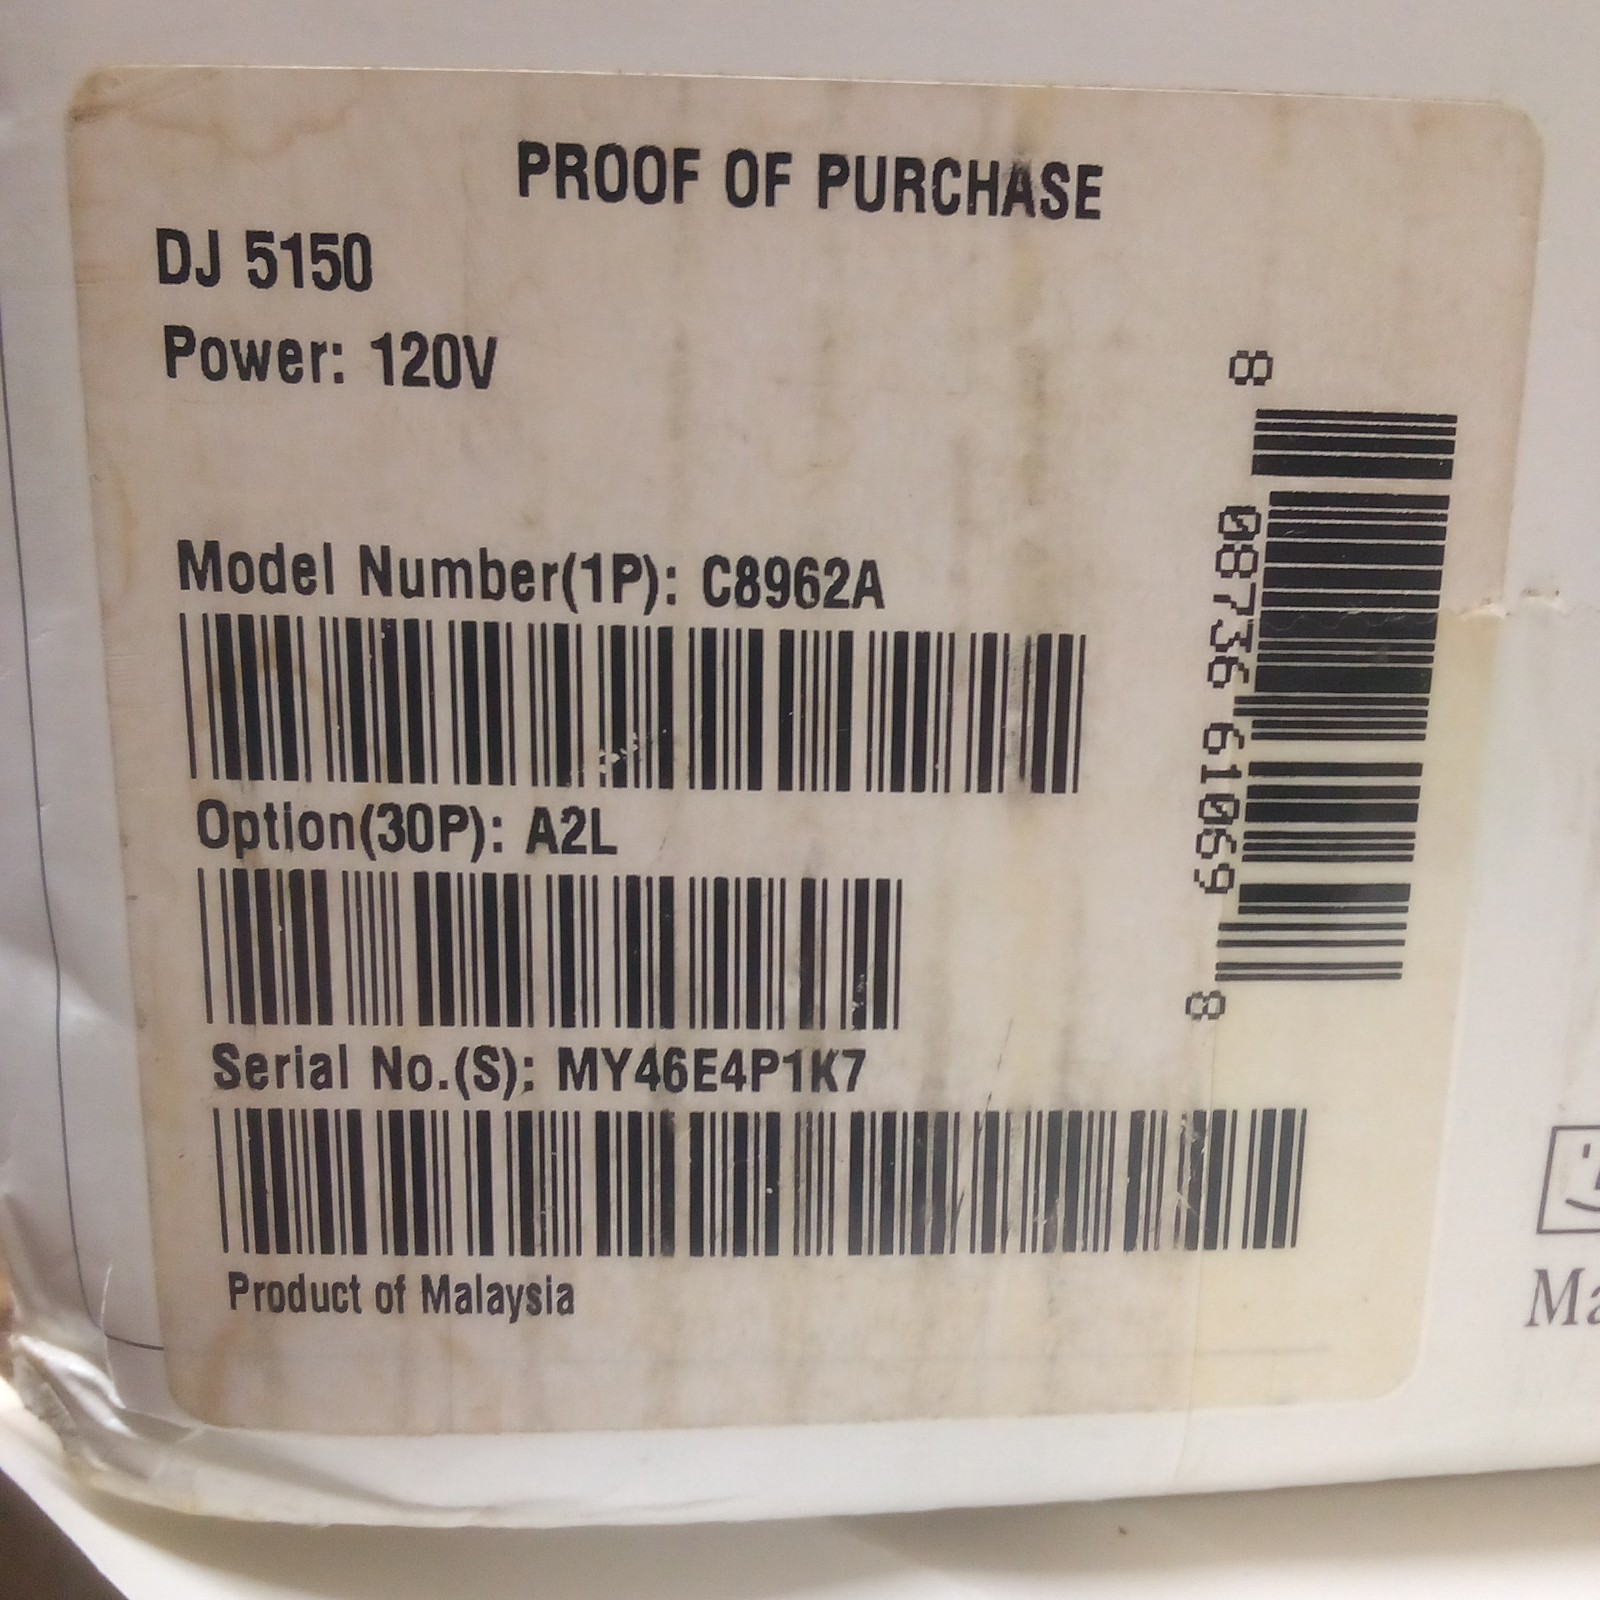 PROOF OF PURCHASE
DJ 5150
Power: 120V
Model Number(1P): C8962A
Option(30P): A2L
Serial No.(S): MY46E4P1K7
Product of Malaysia
8 08736 61069 8